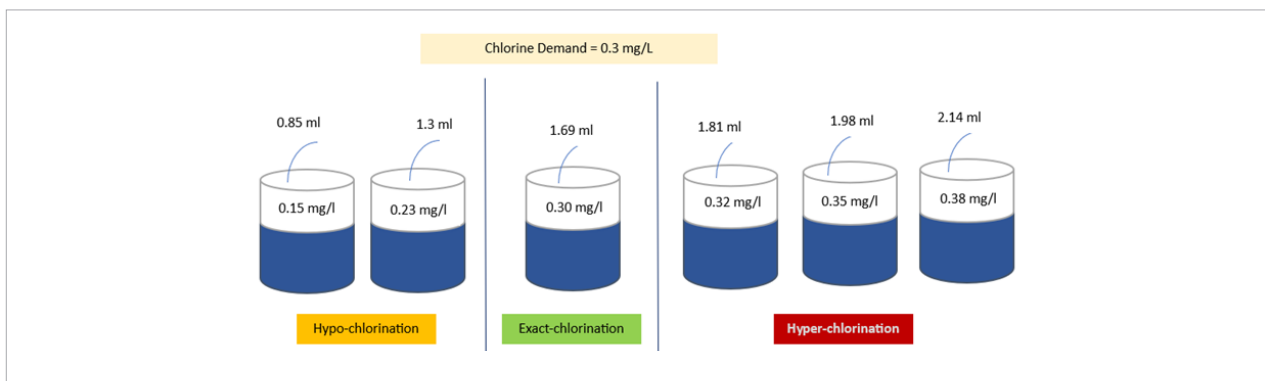 Chlorine Demand = 0.3 mg/L
0.85 ml
1.3 ml
1.69 ml
1.81 ml
1.98 ml
2.14 ml
0.15 mg/l
0.23 mg/l
0.30 mg/l
0.32 mg/l
0.35 mg/l
0.38 mg/l
Hypo-chlorination
Exact-chlorination
Hyper-chlorination